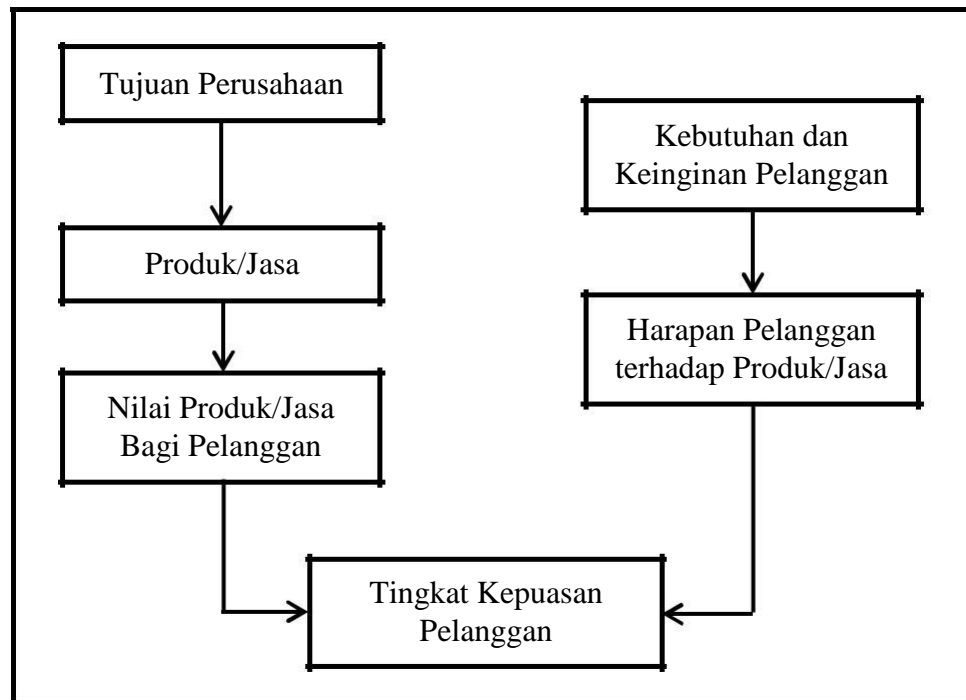 Tujuan Perusahaan
Produk/Jasa
Nilai Produk/Jasa
Bagi Pelanggan
Kebutuhan dan
Keinginan Pelanggan
Harapan Pelanggan
terhadap Produk/Jasa
Tingkat Kepuasan
Pelanggan